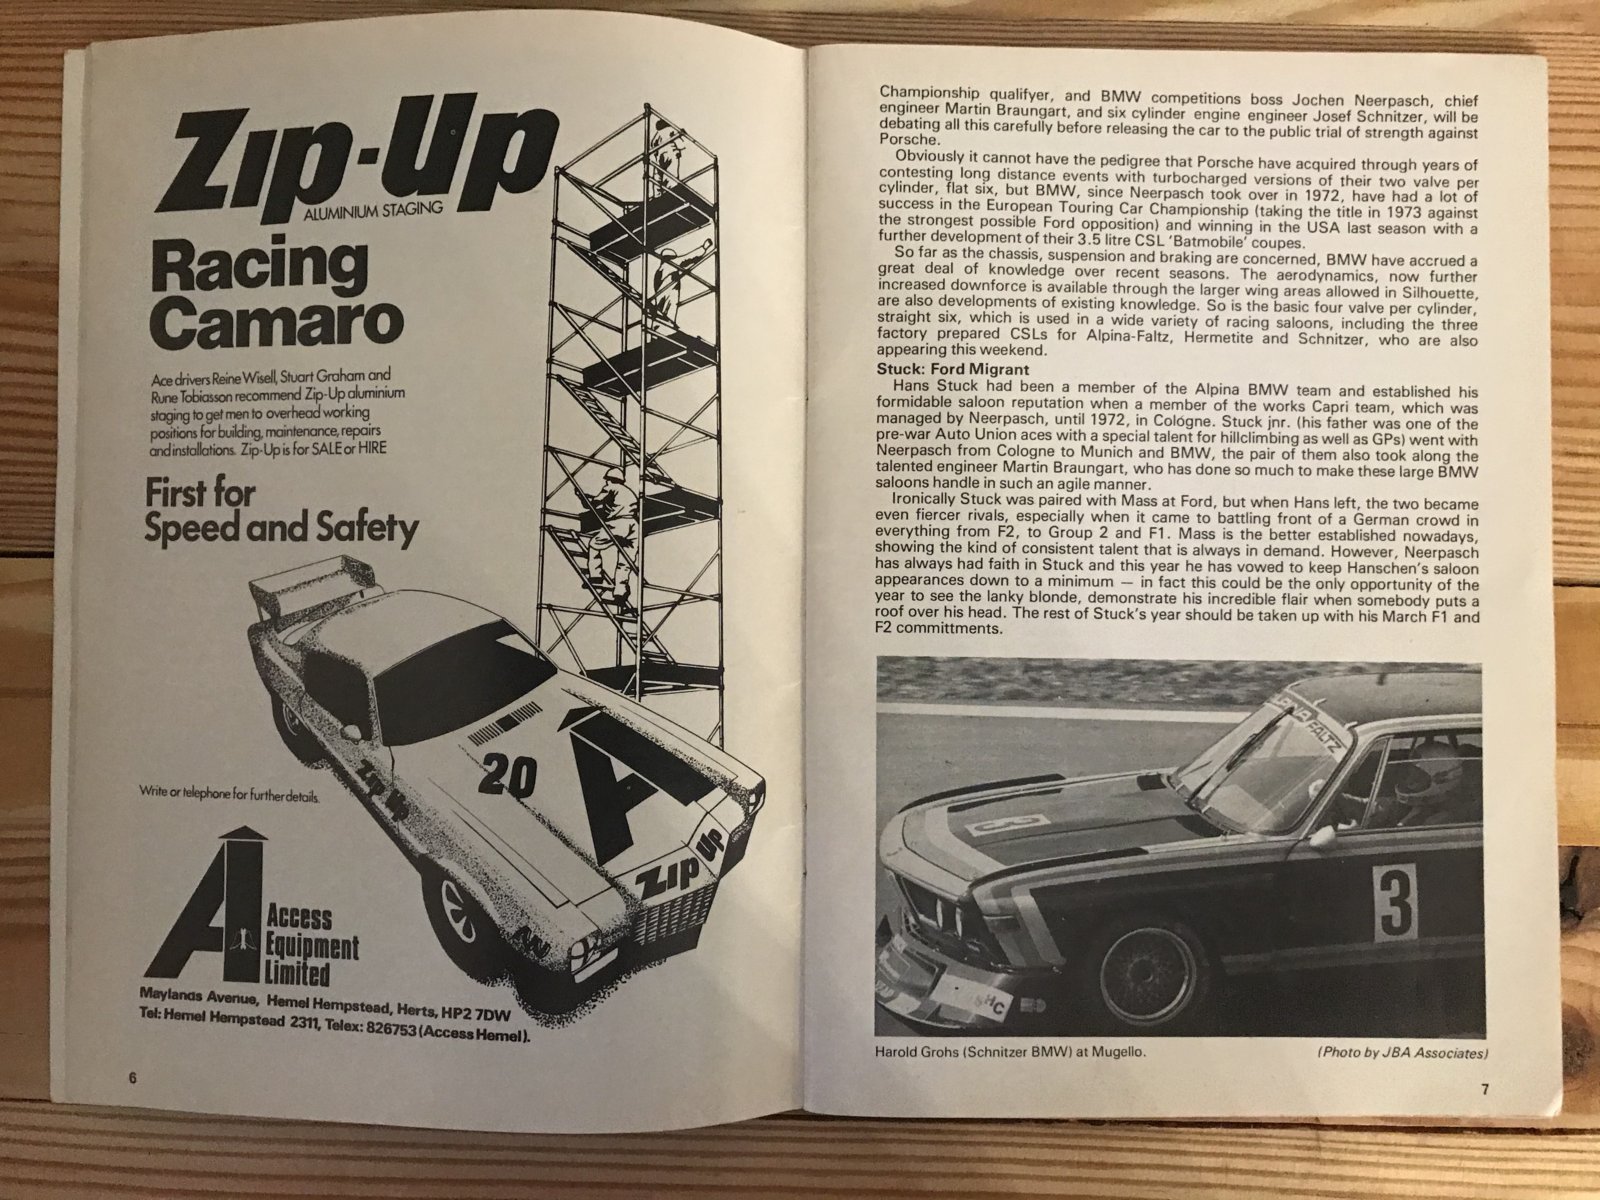 Zip-Up
ALUMINIUM STAGING
Racing
Camaro
Ace drivers Reine Wisell, Stuart Graham and
Rune Tobiasson recommend Zip-Up aluminium
staging to get men to overhead working
positions for building, maintenance, repairs
and installations. Zip-Up is for SALE or HIRE
First for
Speed and Safety
20
A
Zip Up
Zip Up
Write or telephone for further details.
A
Access
Equipment
Limited
Maylands Avenue, Hemel Hempstead, Herts, HP2 7DW
Tel: Hemel Hempstead 2311, Telex: 826753 (Access Hemel).
6
Championship qualifyer, and BMW competitions boss Jochen Neerpasch, chief
engineer Martin Braungart, and six cylinder engine engineer Josef Schnitzer, will be
debating all this carefully before releasing the car to the public trial of strength against
Porsche.
Obviously it cannot have the pedigree that Porsche have acquired through years of
contesting long distance events with turbocharged versions of their two valve per
cylinder, flat six, but BMW, since Neerpasch took over in 1972, have had a lot of
success in the European Touring Car Championship (taking the title in 1973 against
the strongest possible Ford opposition) and winning in the USA last season with a
further development of their 3.5 litre CSL 'Batmobile' coupes.
So far as the chassis, suspension and braking are concerned, BMW have accrued a
great deal of knowledge over recent seasons. The aerodynamics, now further
increased downforce is available through the larger wing areas allowed in Silhouette,
are also developments of existing knowledge. So is the basic four valve per cylinder,
straight six, which is used in a wide variety of racing saloons, including the three
factory prepared CSLs for Alpina-Faltz, Hermetite and Schnitzer, who are also
appearing this weekend.
Stuck: Ford Migrant
Hans Stuck had been a member of the Alpina BMW team and established his
formidable saloon reputation when a member of the works Capri team, which was
managed by Neerpasch, until 1972, in Cologne. Stuck jnr. (his father was one of the
pre-war Auto Union aces with a special talent for hillclimbing as well as GPs) went with
Neerpasch from Cologne to Munich and BMW, the pair of them also took along the
talented engineer Martin Braungart, who has done so much to make these large BMW
saloons handle in such an agile manner.
Ironically Stuck was paired with Mass at Ford, but when Hans left, the two became
even fiercer rivals, especially when it came to battling front of a German crowd in
everything from F2, to Group 2 and F1. Mass is the better established nowadays,
showing the kind of consistent talent that is always in demand. However, Neerpasch
has always had faith in Stuck and this year he has vowed to keep Hanschen's saloon
appearances down to a minimum — in fact this could be the only opportunity of the
year to see the lanky blonde, demonstrate his incredible flair when somebody puts a
roof over his head. The rest of Stuck's year should be taken up with his March F1 and
F2 committments.
ALPINA FALTZ
3
3
Harold Grohs (Schnitzer BMW) at Mugello.
(Photo by JBA Associates)
7